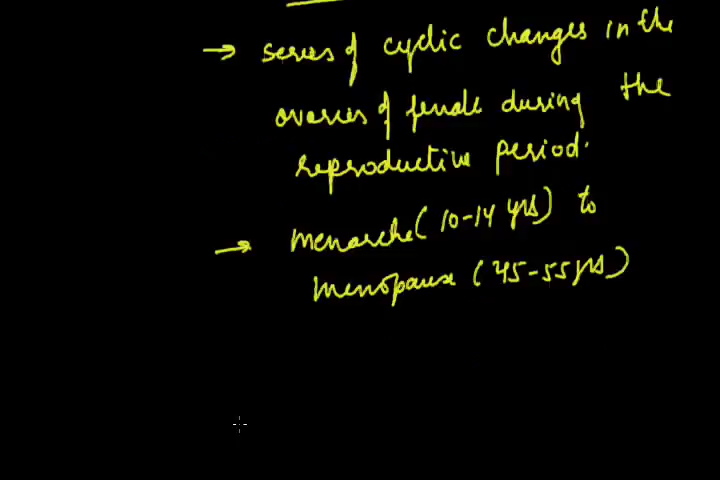 → series of cyclic changes in the
ovaries of female during the
reproductive period.
→ menarche (10-14 yrs) to
menopause (45-55 yrs)